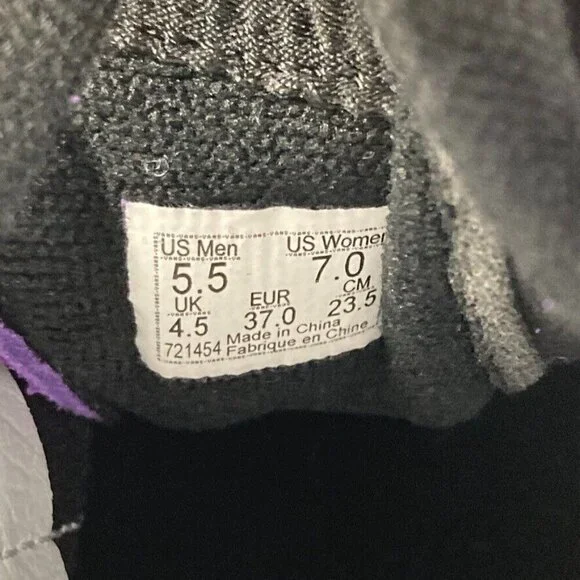 US Men US Women
5.5 7.0
UK EUR CM
4.5 37.0 23.5
Made in China
721454 Fabrique en Chine